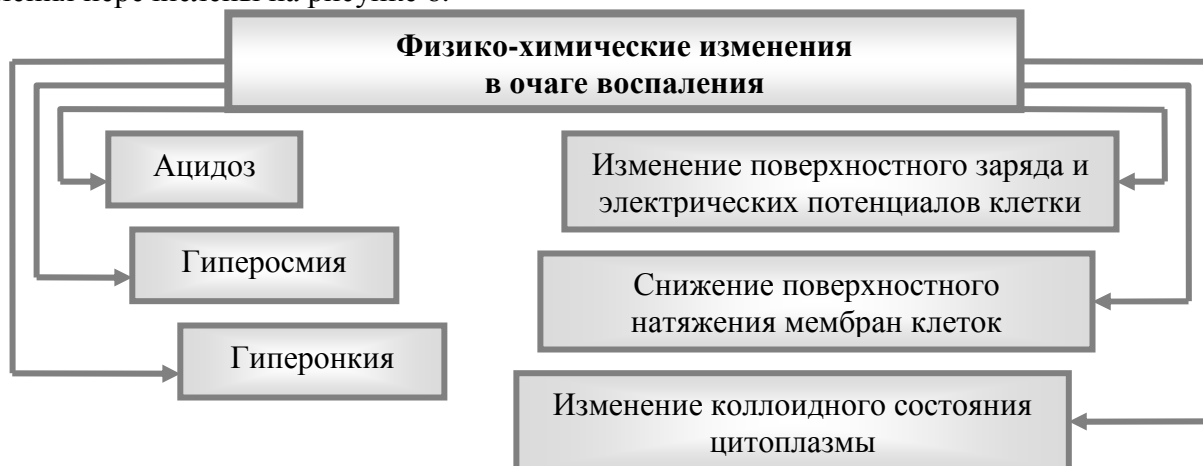 Физико-химические изменения
в очаге воспаления
Ацидоз
Гиперосмия
Гиперонкия
Изменение поверхностного заряда и
электрических потенциалов клетки
Снижение поверхностного
натяжения мембран клеток
Изменение коллоидного состояния
цитоплазмы